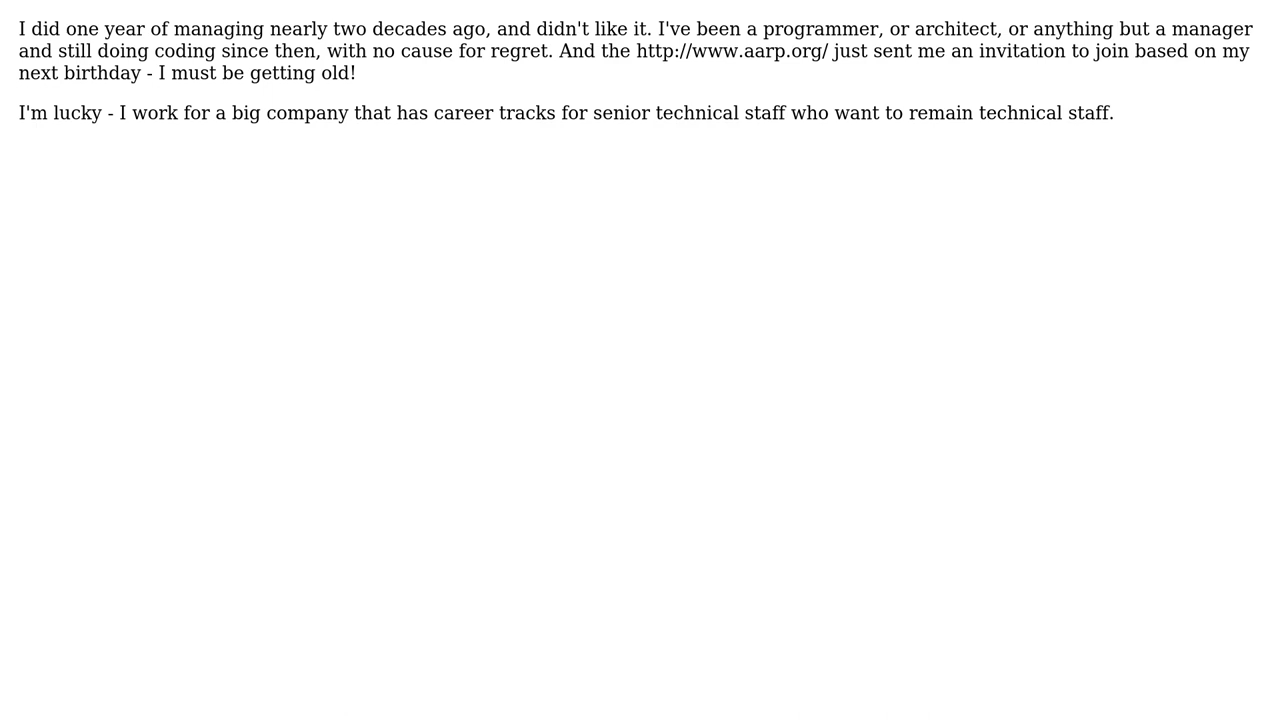 I did one year of managing nearly two decades ago, and didn't like it. I've been a programmer, or architect, or anything but a manager
and still doing coding since then, with no cause for regret. And the http://www.aarp.org/ just sent me an invitation to join based on my
next birthday - I must be getting old!
I'm lucky - I work for a big company that has career tracks for senior technical staff who want to remain technical staff.